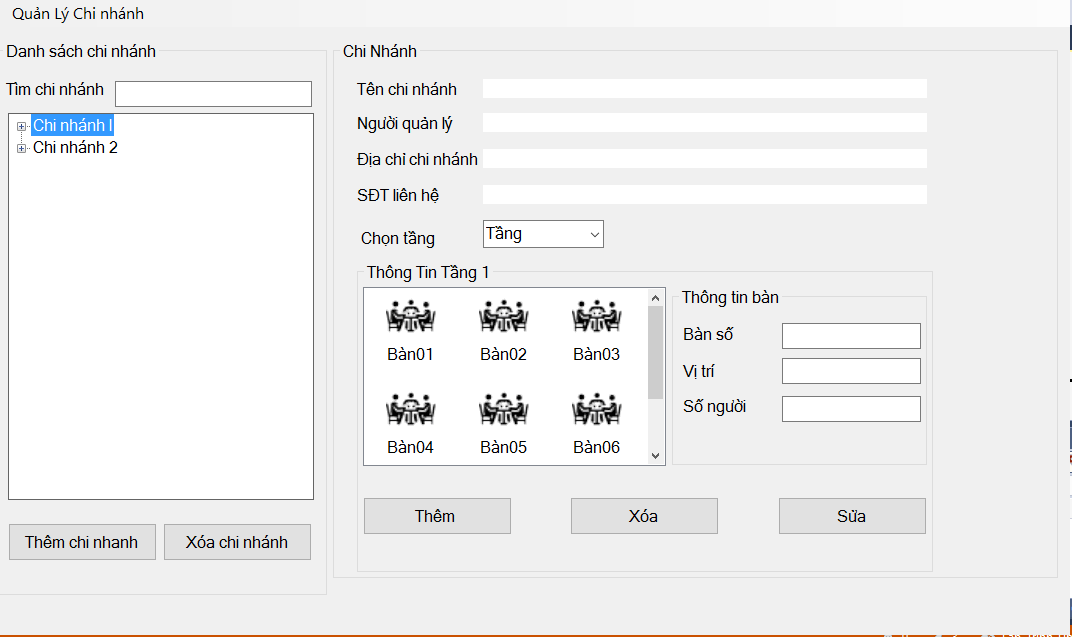 Quản Lý Chi nhánh
Danh sách chi nhánh
Tìm chi nhánh
Chi nhánh I
Chi nhánh 2
Thêm chi nhanh
Xóa chi nhánh
Chi Nhánh
Tên chi nhánh
Người quản lý
Địa chỉ chi nhánh
SĐT liên hệ
Chọn tầng
Tầng
Thông Tin Tầng 1
Bàn01
Bàn02
Bàn03
Bàn04
Bàn05
Bàn06
Thông tin bàn
Bàn số
Vị trí
Số người
Thêm
Xóa
Sửa